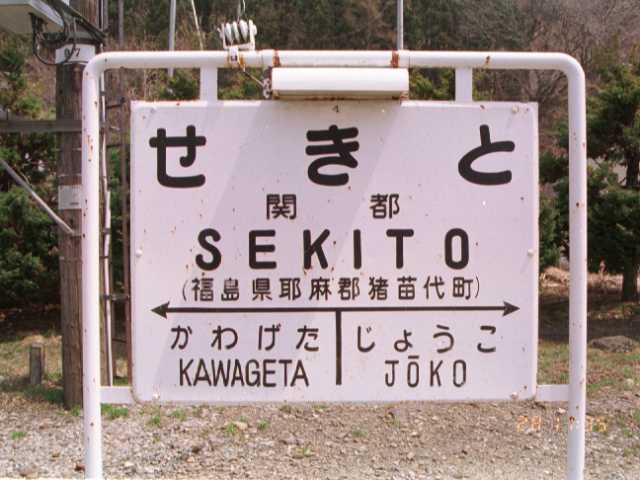 せきと
関都
SEKITO
(福島県耶麻郡猪苗代町)
かわげた じょうこ
KAWAGETA JŌKO